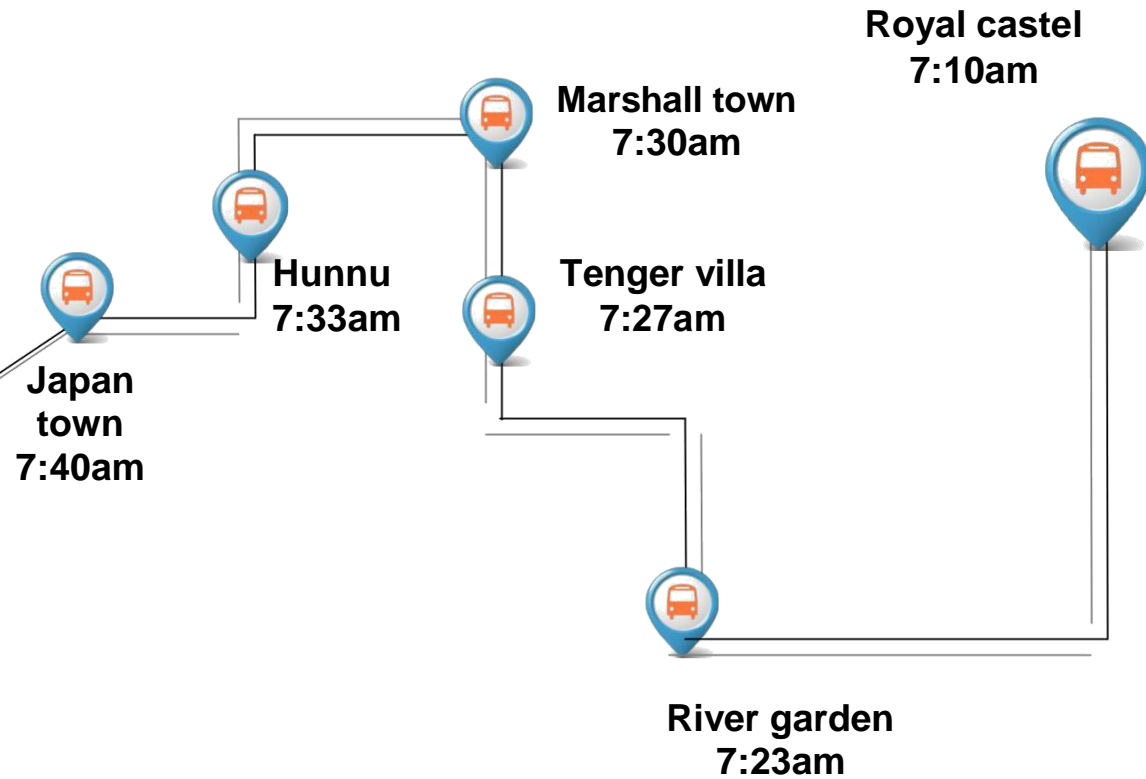 Royal castel
7:10am
Marshall town
7:30am
Hunnu
7:33am
Tenger villa
7:27am
Japan
town
7:40am
River garden
7:23am